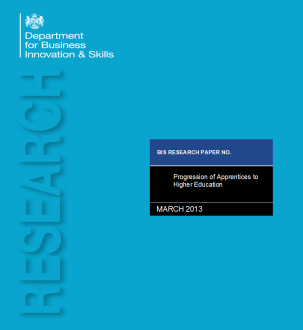 Department
for Business
Innovation & Skills
RESEARCH
BIS RESEARCH PAPER NO.
Progression of Apprentices to
Higher Education
MARCH 2013